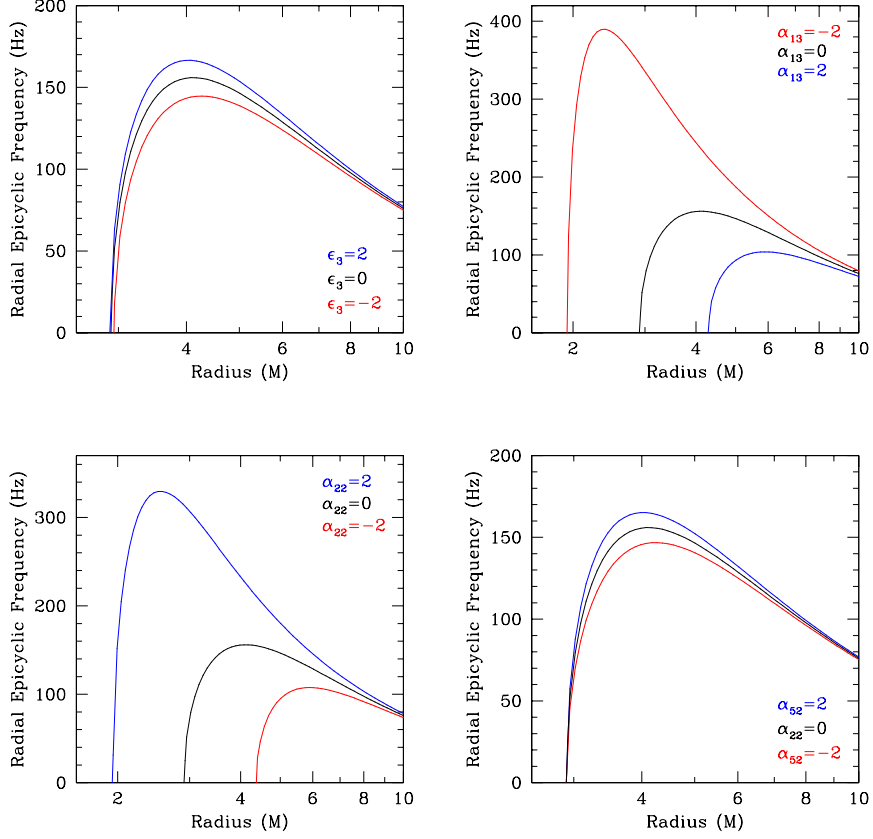 Radial Epicyclic Frequency (Hz)
200
150
100
50
0
ϵ₃=2
ϵ₃=0
ϵ₃=−2
4
6
8
10
Radius (M)
Radial Epicyclic Frequency (Hz)
400
300
200
100
0
α₁₃=−2
α₁₃=0
α₁₃=2
2
4
6
8
10
Radius (M)
Radial Epicyclic Frequency (Hz)
300
200
100
0
α₂₂=2
α₂₂=0
α₂₂=−2
2
4
6
8
10
Radius (M)
Radial Epicyclic Frequency (Hz)
200
150
100
50
0
α₅₂=2
α₂₂=0
α₅₂=−2
4
6
8
10
Radius (M)